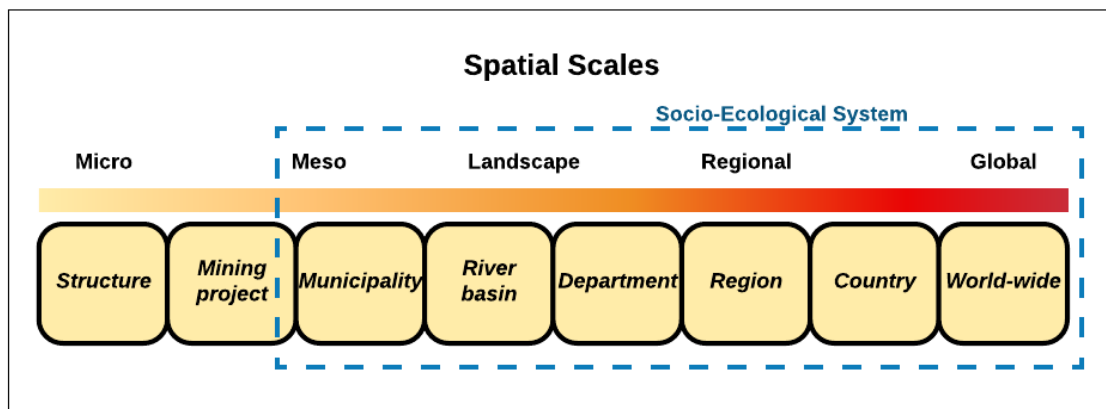 Spatial Scales
Socio-Ecological System
Micro Meso Landscape Regional Global
Structure
Mining
project
Municipality
River
basin
Department
Region
Country
World-wide